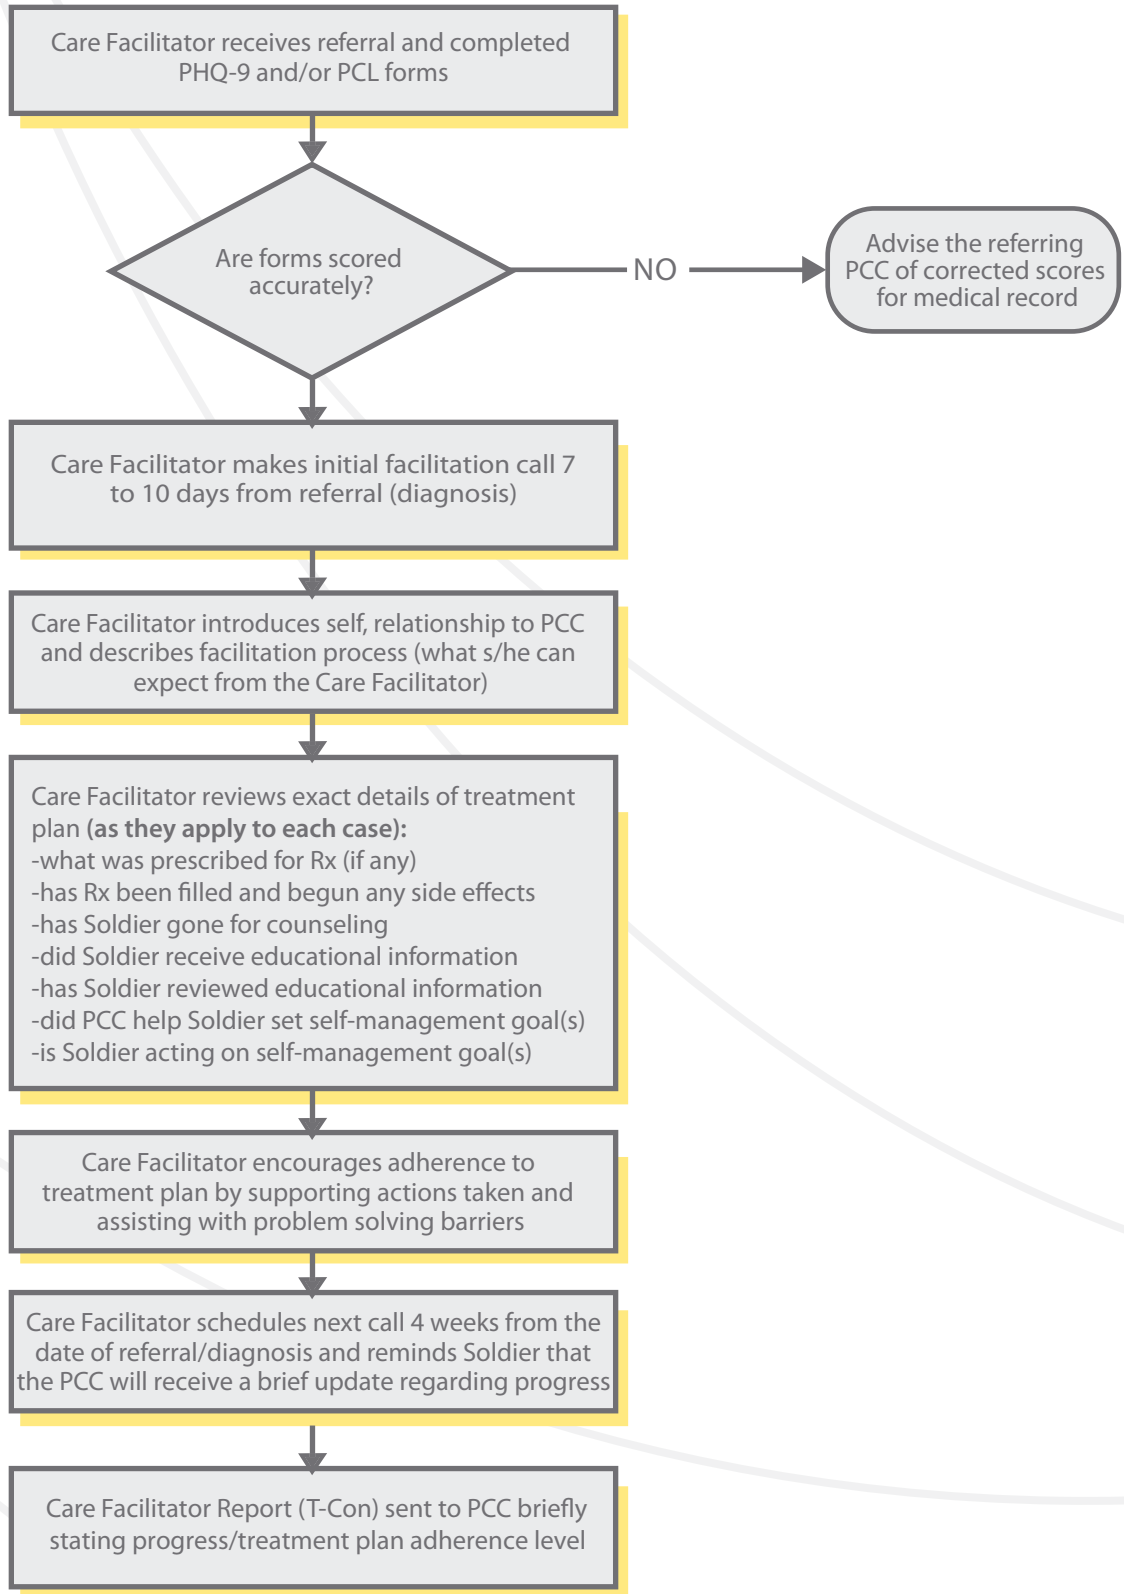 Care Facilitator receives referral and completed
PHQ-9 and/or PCL forms
Are forms scored
accurately?
NO
Advise the referring
PCC of corrected scores
for medical record
Care Facilitator makes initial facilitation call 7
to 10 days from referral (diagnosis)
Care Facilitator introduces self, relationship to PCC
and describes facilitation process (what s/he can
expect from the Care Facilitator)
Care Facilitator reviews exact details of treatment
plan (as they apply to each case):
-what was prescribed for Rx (if any)
-has Rx been filled and begun any side effects
-has Soldier gone for counseling
-did Soldier receive educational information
-has Soldier reviewed educational information
-did PCC help Soldier set self-management goal(s)
-is Soldier acting on self-management goal(s)
Care Facilitator encourages adherence to
treatment plan by supporting actions taken and
assisting with problem solving barriers
Care Facilitator schedules next call 4 weeks from the
date of referral/diagnosis and reminds Soldier that
the PCC will receive a brief update regarding progress
Care Facilitator Report (T-Con) sent to PCC briefly
stating progress/treatment plan adherence level